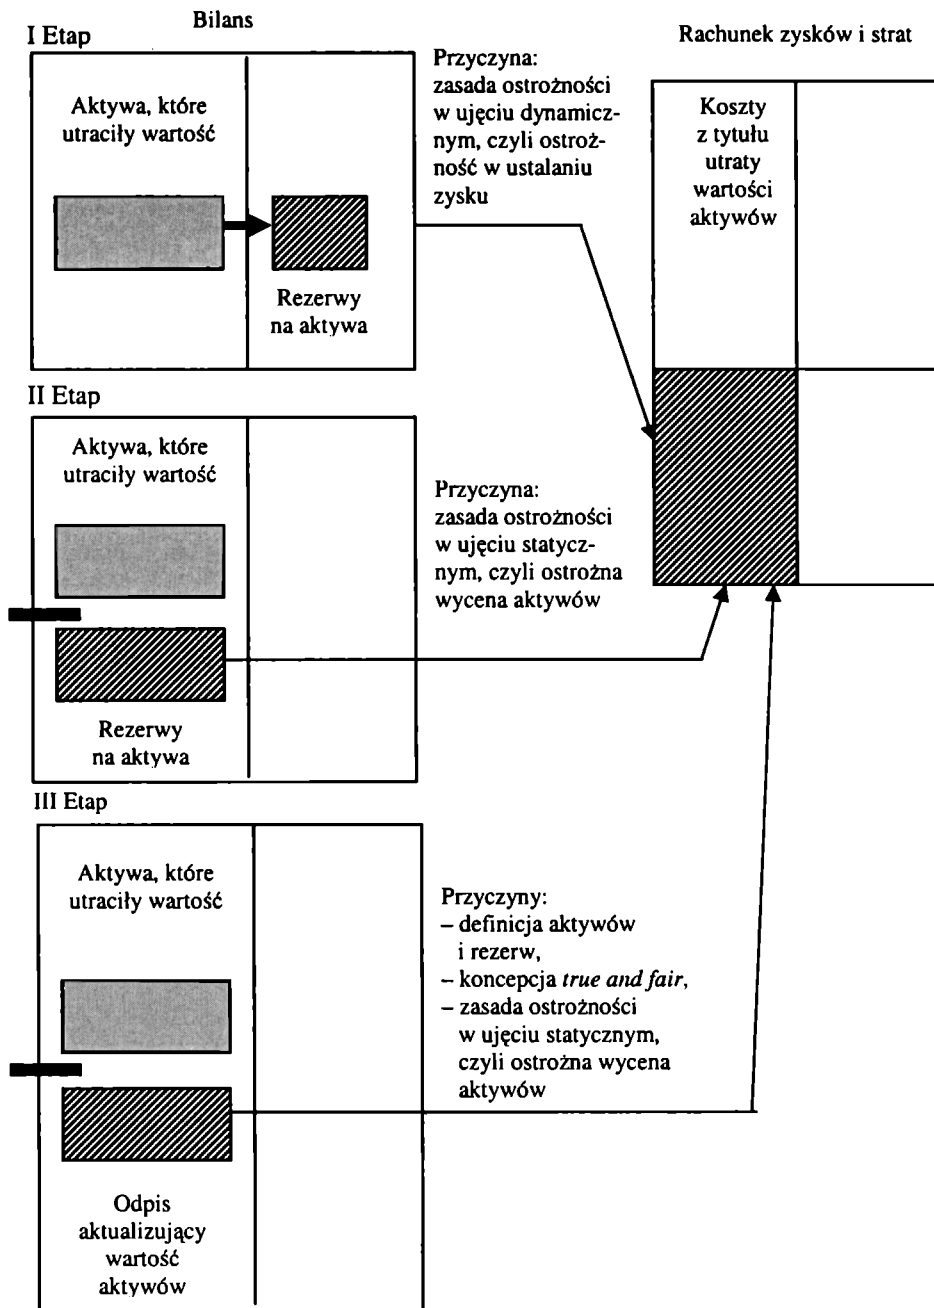 Bilans
I Etap
Rachunek zysków i strat
Aktywa, które
utraciły wartość
Rezerwy
na aktywa
Przyczyna:
zasada ostrożności
w ujęciu dynamicz-
nym, czyli ostroż-
ność w ustalaniu
zysku
Koszty
z tytułu
utraty
wartości
aktywów
II Etap
Aktywa, które
utraciły wartość
Rezerwy
na aktywa
Przyczyna:
zasada ostrożności
w ujęciu statycz-
nym, czyli ostrożna
wycena aktywów
III Etap
Aktywa, które
utraciły wartość
Odpis
aktualizujący
wartość
aktywów
Przyczyny:
– definicja aktywów
i rezerw,
– koncepcja true and fair,
– zasada ostrożności
w ujęciu statycznym,
czyli ostrożna wycena
aktywów